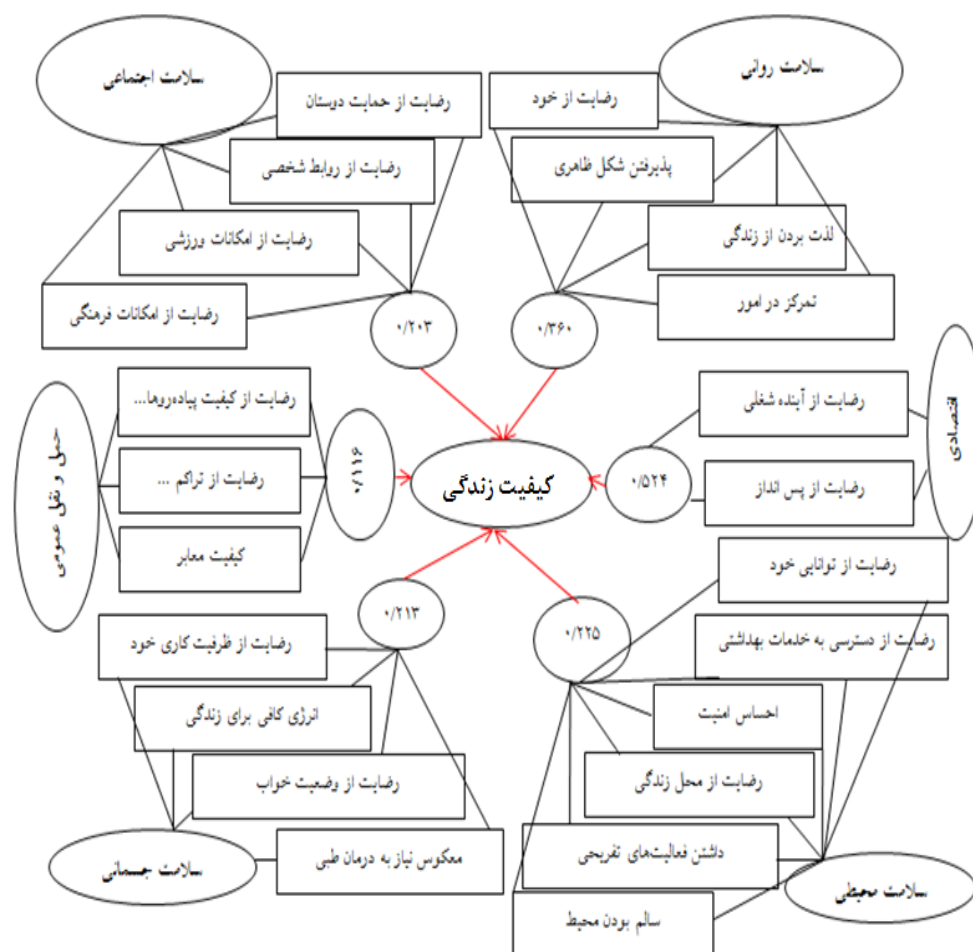 سلامت روانی
سلامت اجتماعی
رضایت از خود
رضایت از حمایت دوستان
پذیرفتن شکل ظاهری
رضایت از روابط شخصی
لذت بردن از زندگی
رضایت از امکانات ورزشی
تمرکز در امور
رضایت از امکانات فرهنگی
۰/۳۶۰
۰/۲۰۳
اقتصادی
رضایت از آینده شغلی
رضایت از پس انداز
۰/۵۲۴
کیفیت زندگی
۰/۱۱۶
رضایت از کیفیت پیاده‌روها...
رضایت از تراکم ...
کیفیت معابر
حمل و نقل عمومی
رضایت از توانایی خود
رضایت از دسترسی به خدمات بهداشتی
احساس امنیت
رضایت از محل زندگی
داشتن فعالیت‌های تفریحی
سالم بودن محیط
۰/۲۲۵
سلامت محیطی
۰/۲۱۳
رضایت از ظرفیت کاری خود
انرژی کافی برای زندگی
رضایت از وضعیت خواب
معکوس نیاز به درمان طبی
سلامت جسمانی